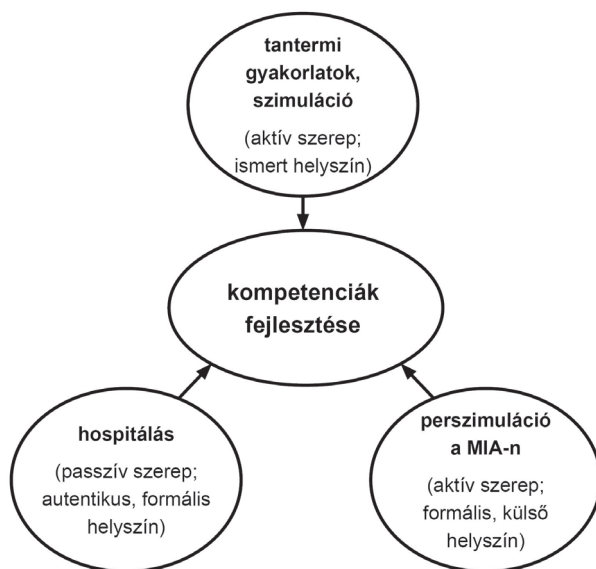 tantermi
gyakorlatok,
szimuláció
(aktív szerep;
ismert helyszín)
kompetenciák
fejlesztése
hospitálás
(passzív szerep;
autentikus, formális
helyszín)
perszimuláció
a MIA-n
(aktív szerep;
formális, külső
helyszín)